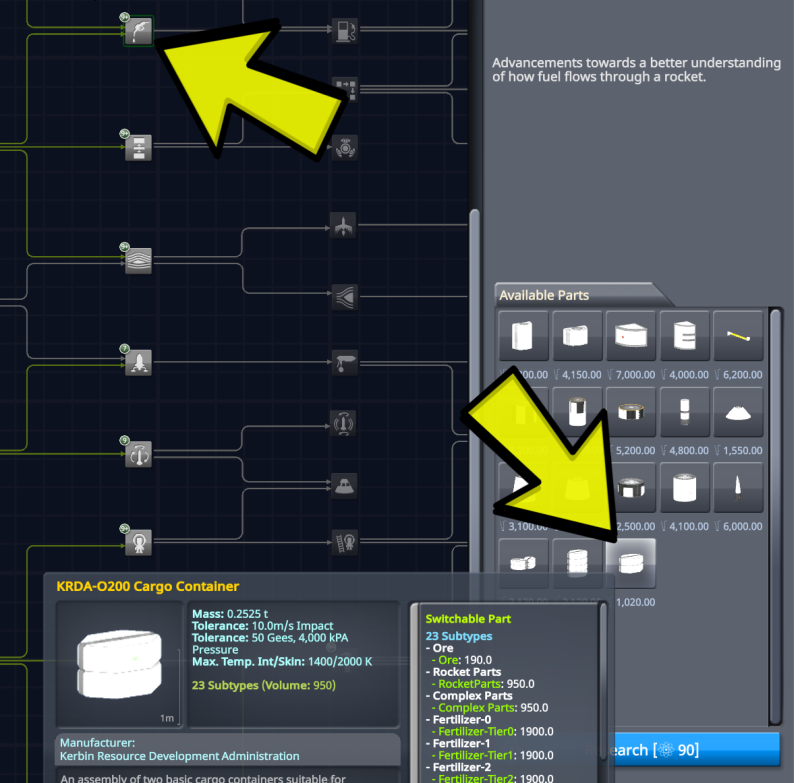 9+
Advancements towards a better understanding
of how fuel flows through a rocket.
9+
9+
7
9
9+
Available Parts
4,150.00 7,000.00 4,000.00 6,200.00
5,200.00 4,800.00 1,550.00
3,100.00 2,500.00 4,100.00 6,000.00
1,020.00
KRDA-O200 Cargo Container
Mass: 0.2525 t
Tolerance: 10.0m/s Impact
Tolerance: 50 Gees, 4,000 kPA
Pressure
Max. Temp. Int/Skin: 1400/2000 K
23 Subtypes (Volume: 950)
1m
Manufacturer:
Kerbin Resource Development Administration
An assembly of two basic cargo containers suitable for
Switchable Part
23 Subtypes
- Ore
- Ore: 190.0
- Rocket Parts
- RocketParts: 950.0
- Complex Parts
- Complex Parts: 950.0
- Fertilizer-0
- Fertilizer-Tier0: 1900.0
- Fertilizer-1
- Fertilizer-Tier1: 1900.0
- Fertilizer-2
- Fertilizer-Tier2: 1900.0
earch [ 90]